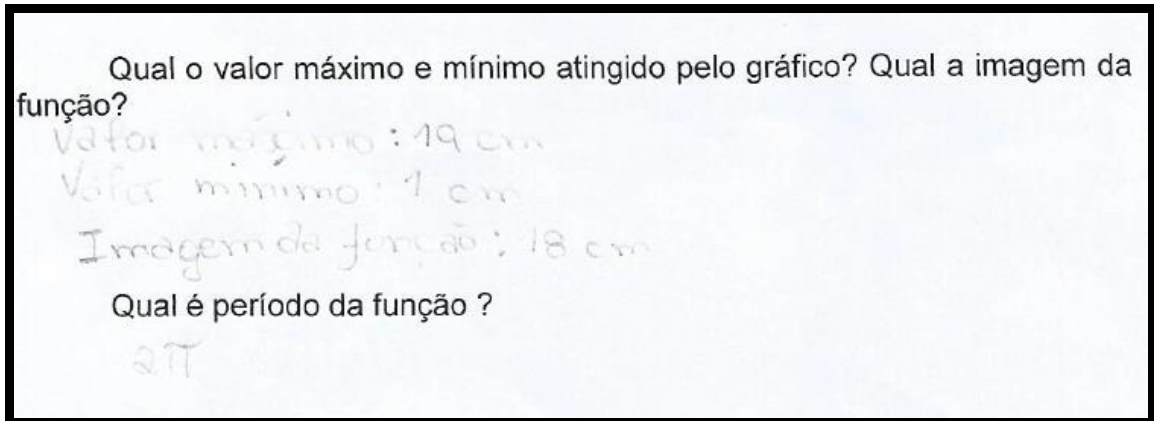 Qual o valor máximo e mínimo atingido pelo gráfico? Qual a imagem da
função?
Valor máximo : 19 cm
Valor mínimo : 1 cm
Imagem da função : 18 cm
Qual é período da função ?
2π